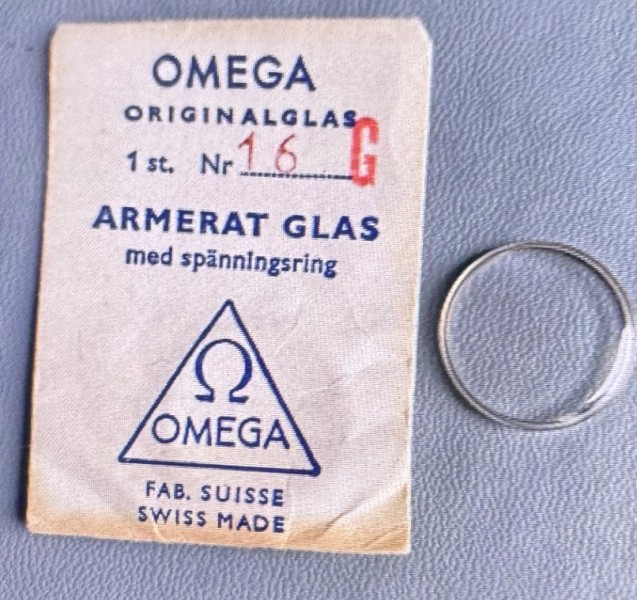 OMEGA
ORIGINALGLAS
1 st. Nr 16 G
ARMERAT GLAS
med spänningsring
Ω
OMEGA
FAB. SUISSE
SWISS MADE